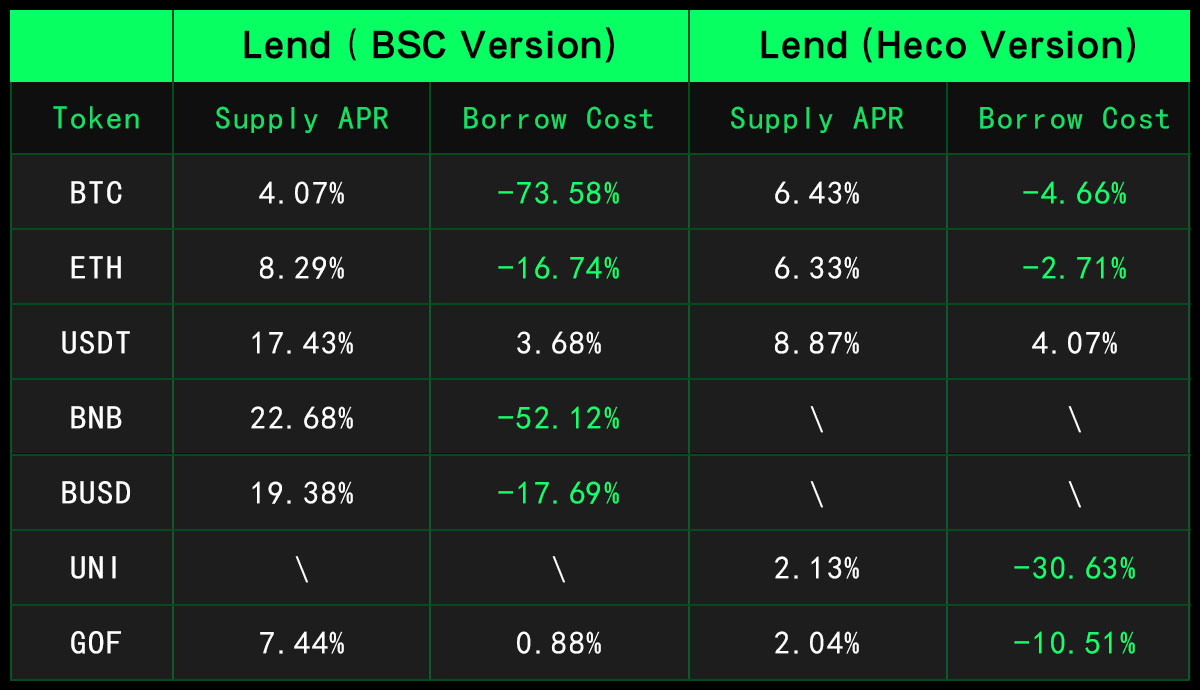 Lend ( BSC Version) Lend (Heco Version)
Token Supply APR Borrow Cost Supply APR Borrow Cost
BTC 4.07% -73.58% 6.43% -4.66%
ETH 8.29% -16.74% 6.33% -2.71%
USDT 17.43% 3.68% 8.87% 4.07%
BNB 22.68% -52.12% \ \
BUSD 19.38% -17.69% \ \
UNI \ \ 2.13% -30.63%
GOF 7.44% 0.88% 2.04% -10.51%